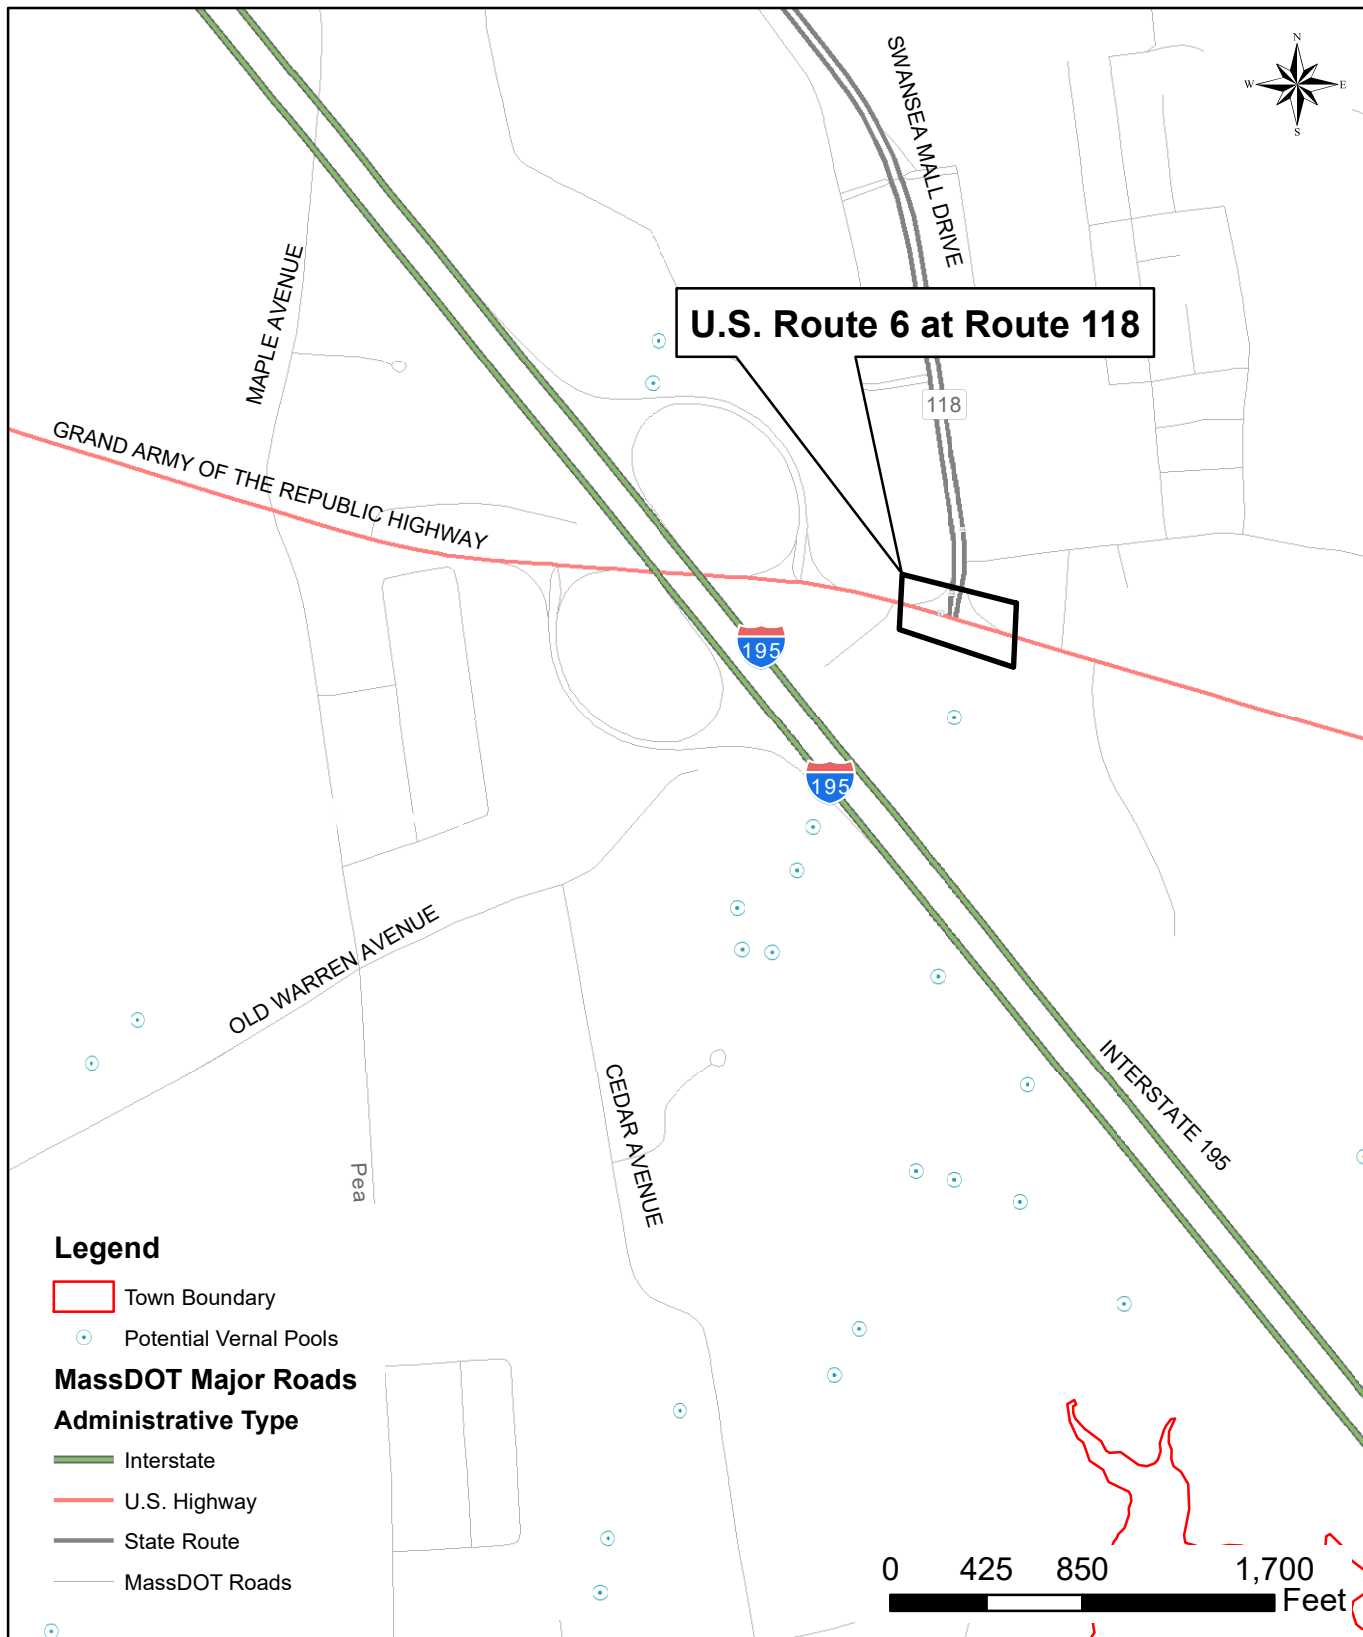 N
W
E
S
SWANSEA MALL DRIVE
MAPLE AVENUE
U.S. Route 6 at Route 118
118
GRAND ARMY OF THE REPUBLIC HIGHWAY
195
195
OLD WARREN AVENUE
INTERSTATE 195
CEDAR AVENUE
Pea
Legend
Town Boundary
Potential Vernal Pools
MassDOT Major Roads
Administrative Type
Interstate
U.S. Highway
State Route
MassDOT Roads
0 425 850 1,700
Feet